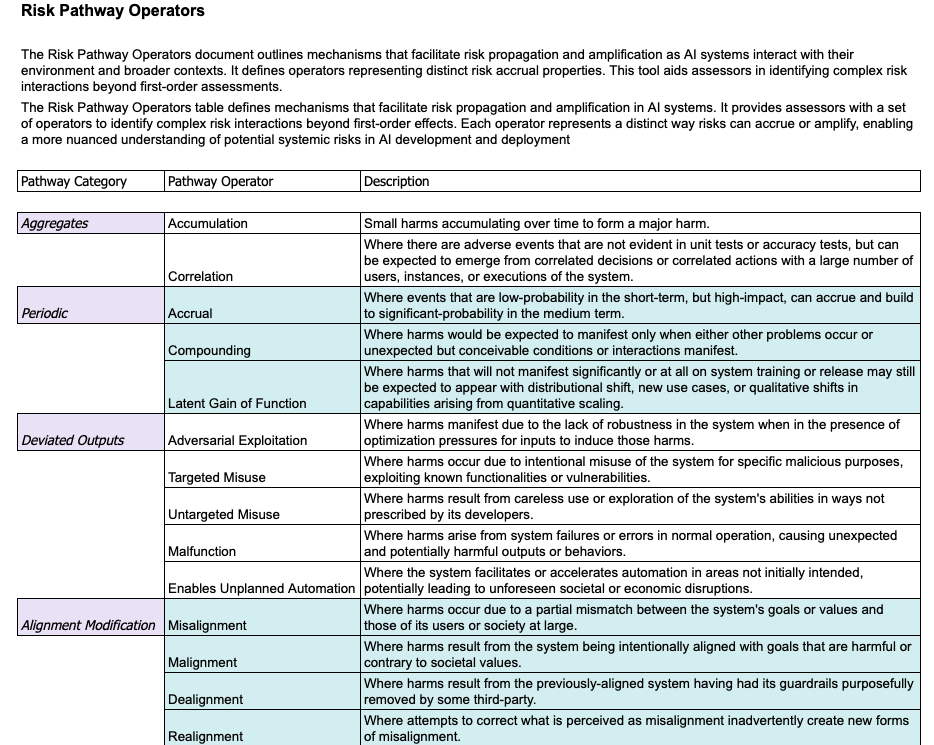 Risk Pathway Operators
The Risk Pathway Operators document outlines mechanisms that facilitate risk propagation and amplification as AI systems interact with their
environment and broader contexts. It defines operators representing distinct risk accrual properties. This tool aids assessors in identifying complex risk
interactions beyond first-order assessments.
The Risk Pathway Operators table defines mechanisms that facilitate risk propagation and amplification in AI systems. It provides assessors with a set
of operators to identify complex risk interactions beyond first-order effects. Each operator represents a distinct way risks can accrue or amplify, enabling
a more nuanced understanding of potential systemic risks in AI development and deployment
Pathway Category Pathway Operator Description
Aggregates Accumulation Small harms accumulating over time to form a major harm.
Where there are adverse events that are not evident in unit tests or accuracy tests, but can
be expected to emerge from correlated decisions or correlated actions with a large number of
Correlation users, instances, or executions of the system.
Where events that are low-probability in the short-term, but high-impact, can accrue and build
Periodic Accrual to significant-probability in the medium term.
Where harms would be expected to manifest only when either other problems occur or
Compounding unexpected but conceivable conditions or interactions manifest.
Where harms that will not manifest significantly or at all on system training or release may still
be expected to appear with distributional shift, new use cases, or qualitative shifts in
Latent Gain of Function capabilities arising from quantitative scaling.
Where harms manifest due to the lack of robustness in the system when in the presence of
Deviated Outputs Adversarial Exploitation optimization pressures for inputs to induce those harms.
Where harms occur due to intentional misuse of the system for specific malicious purposes,
Targeted Misuse exploiting known functionalities or vulnerabilities.
Where harms result from careless use or exploration of the system's abilities in ways not
Untargeted Misuse prescribed by its developers.
Where harms arise from system failures or errors in normal operation, causing unexpected
Malfunction and potentially harmful outputs or behaviors.
Where the system facilitates or accelerates automation in areas not initially intended,
Enables Unplanned Automation potentially leading to unforeseen societal or economic disruptions.
Where harms occur due to a partial mismatch between the system's goals or values and
Alignment Modification Misalignment those of its users or society at large.
Where harms result from the system being intentionally aligned with goals that are harmful or
Malignment contrary to societal values.
Where harms result from the previously-aligned system having had its guardrails purposefully
Dealignment removed by some third-party.
Where attempts to correct what is perceived as misalignment inadvertently create new forms
Realignment of misalignment.